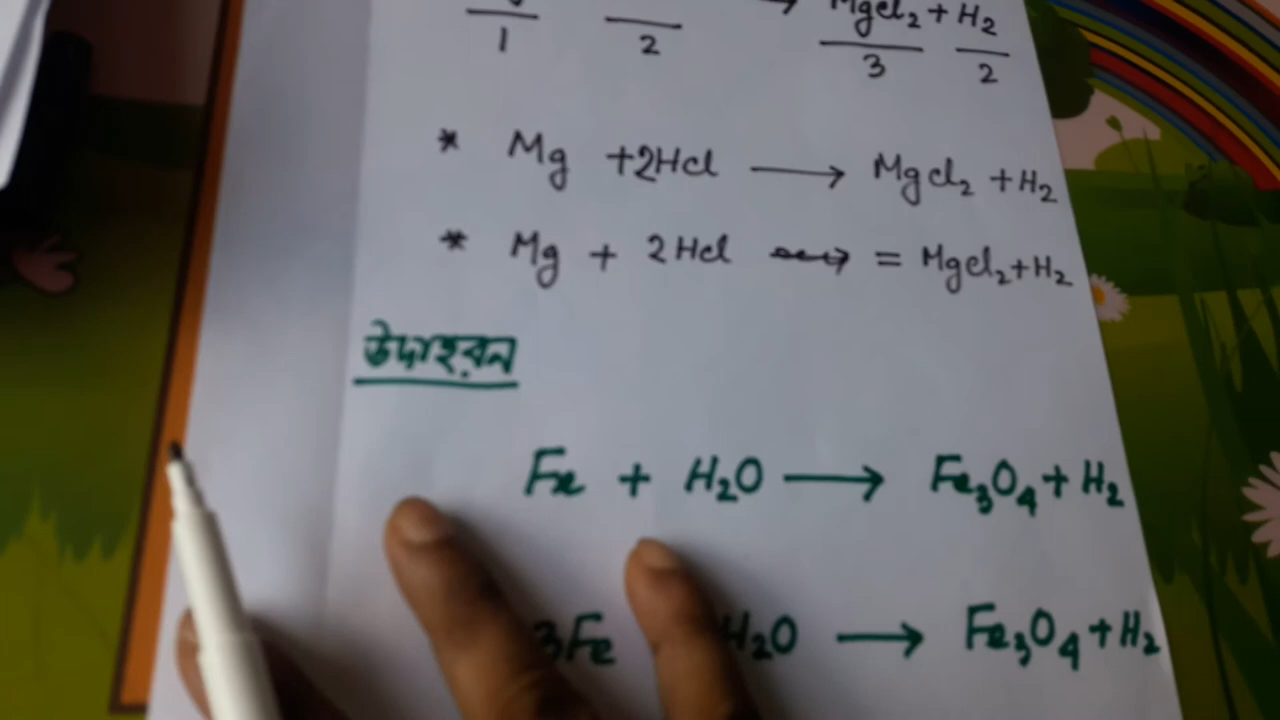 MgCl₂ + H₂
1 2 3 2
* Mg +2HCl ⟶ MgCl₂ + H₂
* Mg + 2HCl = MgCl₂ + H₂
উদাহরন
Fe + H₂O ⟶ Fe₃O₄ + H₂
3Fe H₂O ⟶ Fe₃O₄ + H₂